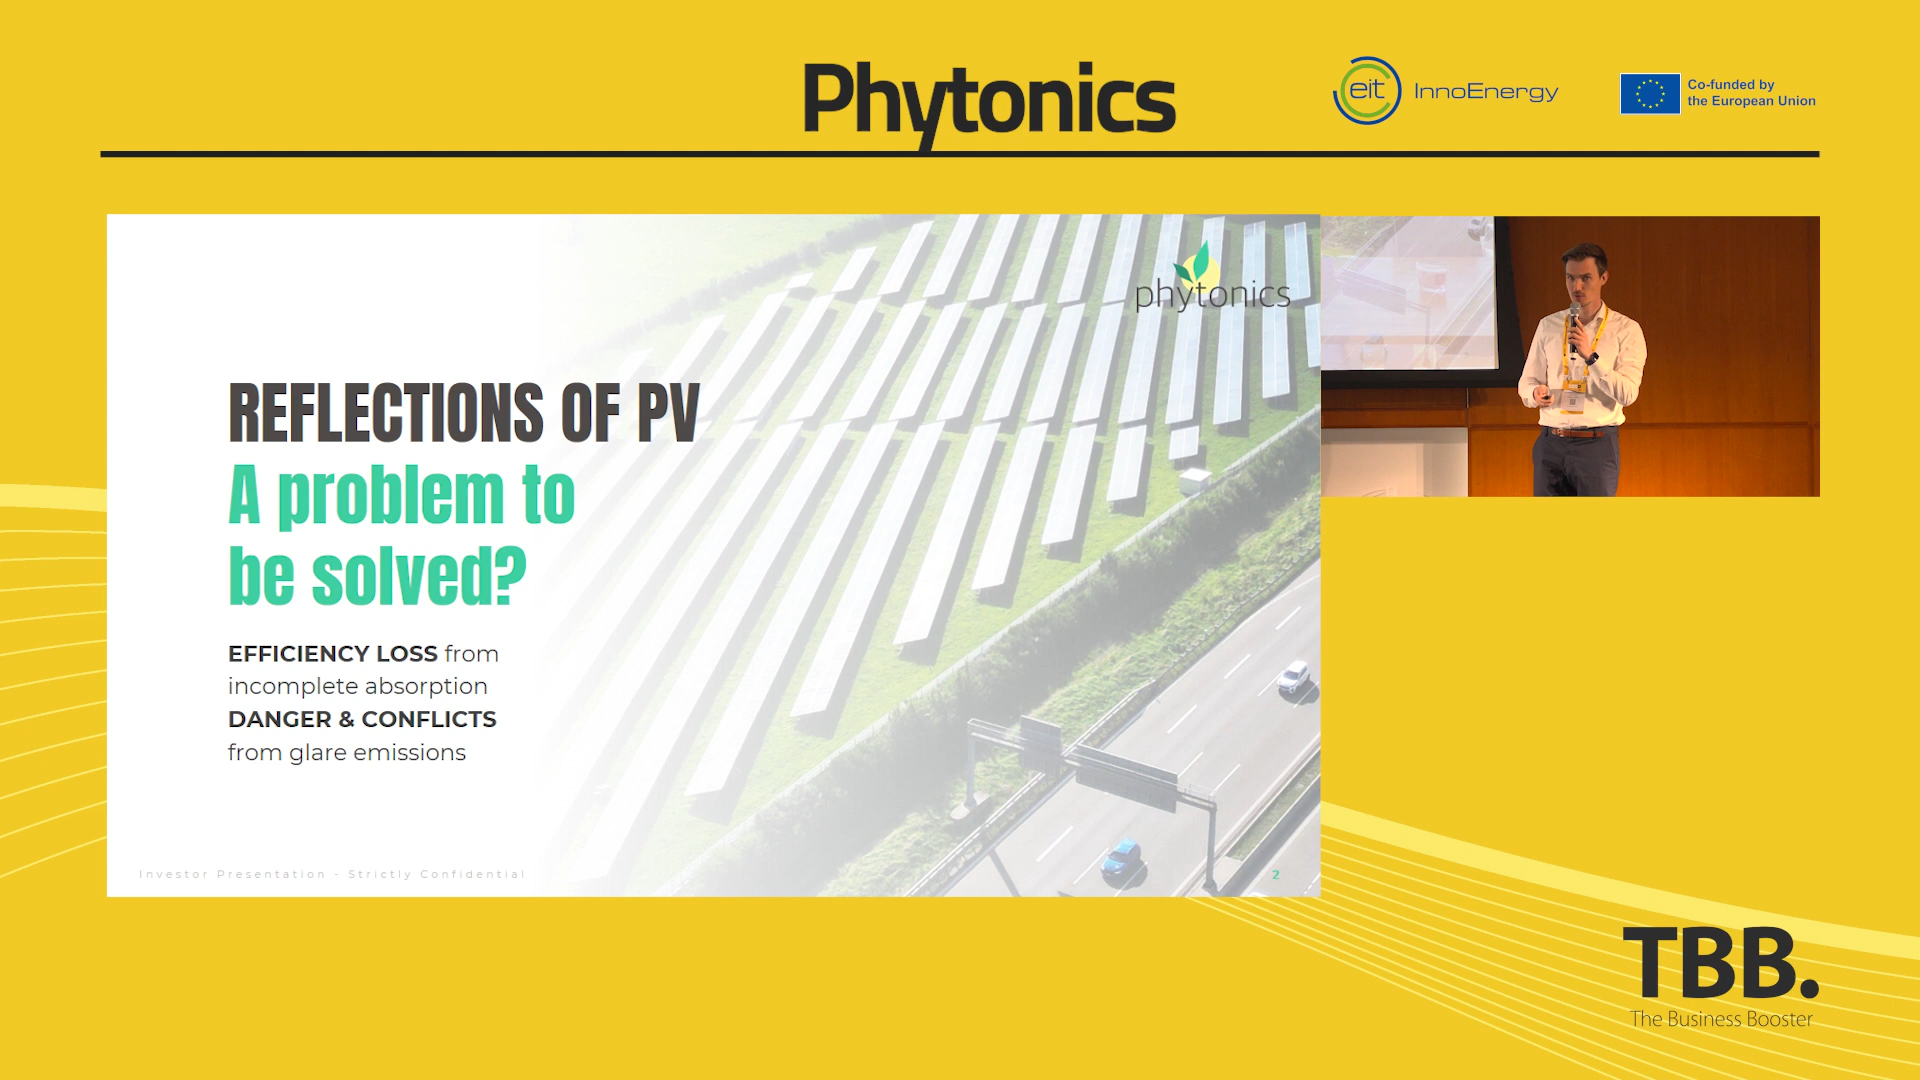 Phytonics
eit InnoEnergy
Co-funded by
the European Union
phytonics
REFLECTIONS OF PV
A problem to
be solved?
EFFICIENCY LOSS from
incomplete absorption
DANGER & CONFLICTS
from glare emissions
Investor Presentation - Strictly Confidential
2
TBB.
The Business Booster